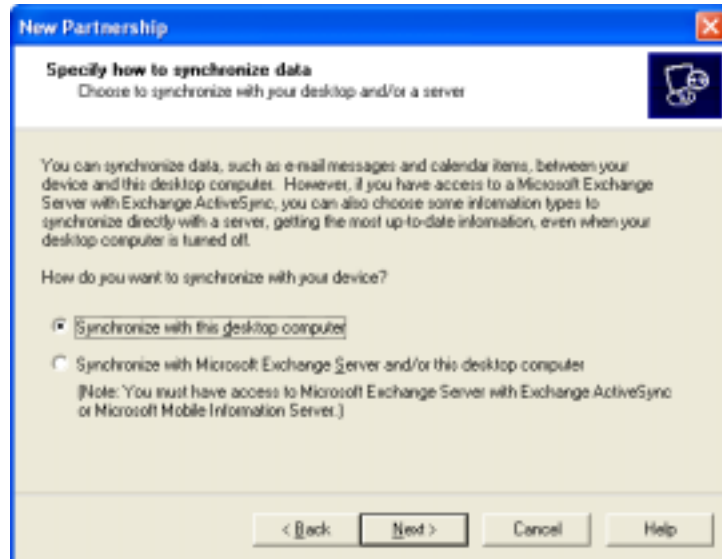 New Partnership
Specify how to synchronize data
Choose to synchronize with your desktop and/or a server
You can synchronize data, such as e-mail messages and calendar items, between your
device and this desktop computer. However, if you have access to a Microsoft Exchange
Server with Exchange ActiveSync, you can also choose some information types to
synchronize directly with a server, getting the most up-to-date information, even when your
desktop computer is turned off.
How do you want to synchronize with your device?
Synchronize with this desktop computer
Synchronize with Microsoft Exchange Server and/or this desktop computer
(Note: You must have access to Microsoft Exchange Server with Exchange ActiveSync
or Microsoft Mobile Information Server.)
< Back Next > Cancel Help